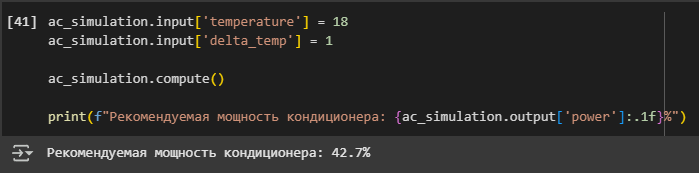 [41] ac_simulation.input['temperature'] = 18
ac_simulation.input['delta_temp'] = 1
ac_simulation.compute()
print(f"Рекомендуемая мощность кондиционера: {ac_simulation.output['power']:.1f}%")
Рекомендуемая мощность кондиционера: 42.7%